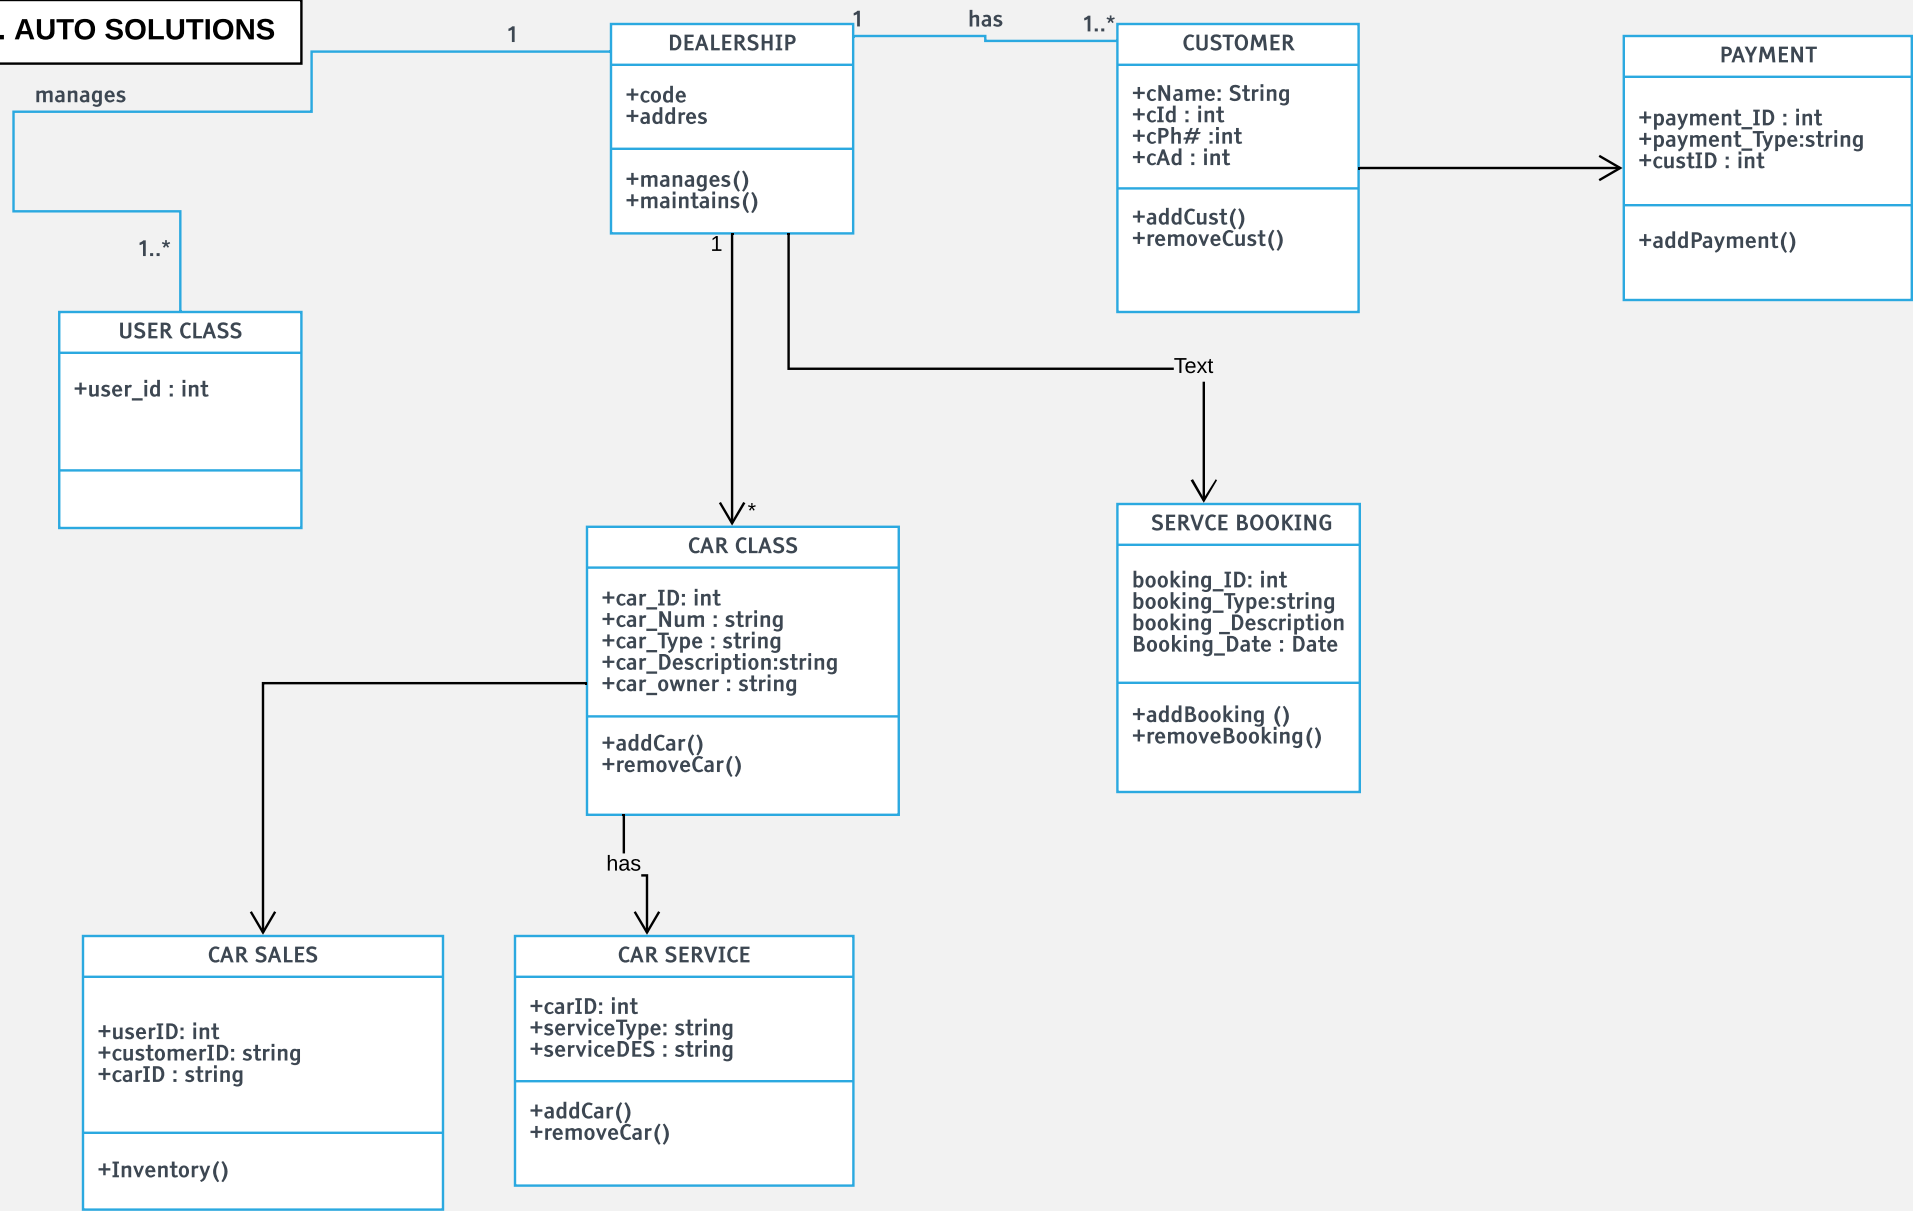 . AUTO SOLUTIONS
manages
1
1..*
USER CLASS
+user_id : int
DEALERSHIP
+code
+addres
+manages()
+maintains()
1
has
1..*
CUSTOMER
+cName: String
+cId : int
+cPh# :int
+cAd : int
+addCust()
+removeCust()
PAYMENT
+payment_ID : int
+payment_Type:string
+custID : int
+addPayment()
1
*
Text
CAR CLASS
+car_ID: int
+car_Num : string
+car_Type : string
+car_Description:string
+car_owner : string
+addCar()
+removeCar()
SERVCE BOOKING
booking_ID: int
booking_Type:string
booking _Description
Booking_Date : Date
+addBooking ()
+removeBooking()
has
CAR SALES
+userID: int
+customerID: string
+carID : string
+Inventory()
CAR SERVICE
+carID: int
+serviceType: string
+serviceDES : string
+addCar()
+removeCar()